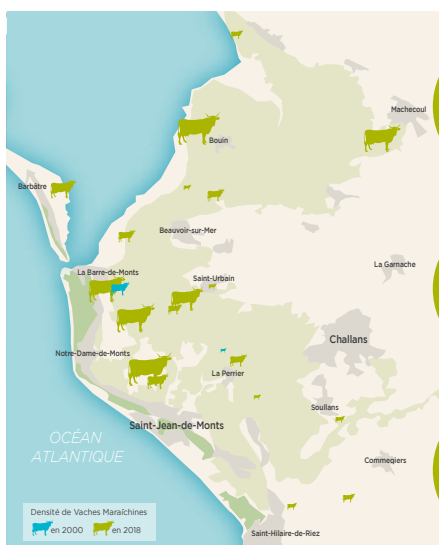 Machecoul
Bouin
Barbâtre
Beauvoir-sur-Mer
La Barre-de-Monts
Saint-Urbain
La Garnache
Challans
Notre-Dame-de-Monts
La Perrier
Soullans
Saint-Jean-de-Monts
OCÉAN
ATLANTIQUE
Commeqiers
Densité de Vaches Maraîchines
en 2000 en 2018
Saint-Hilaire-de-Riez